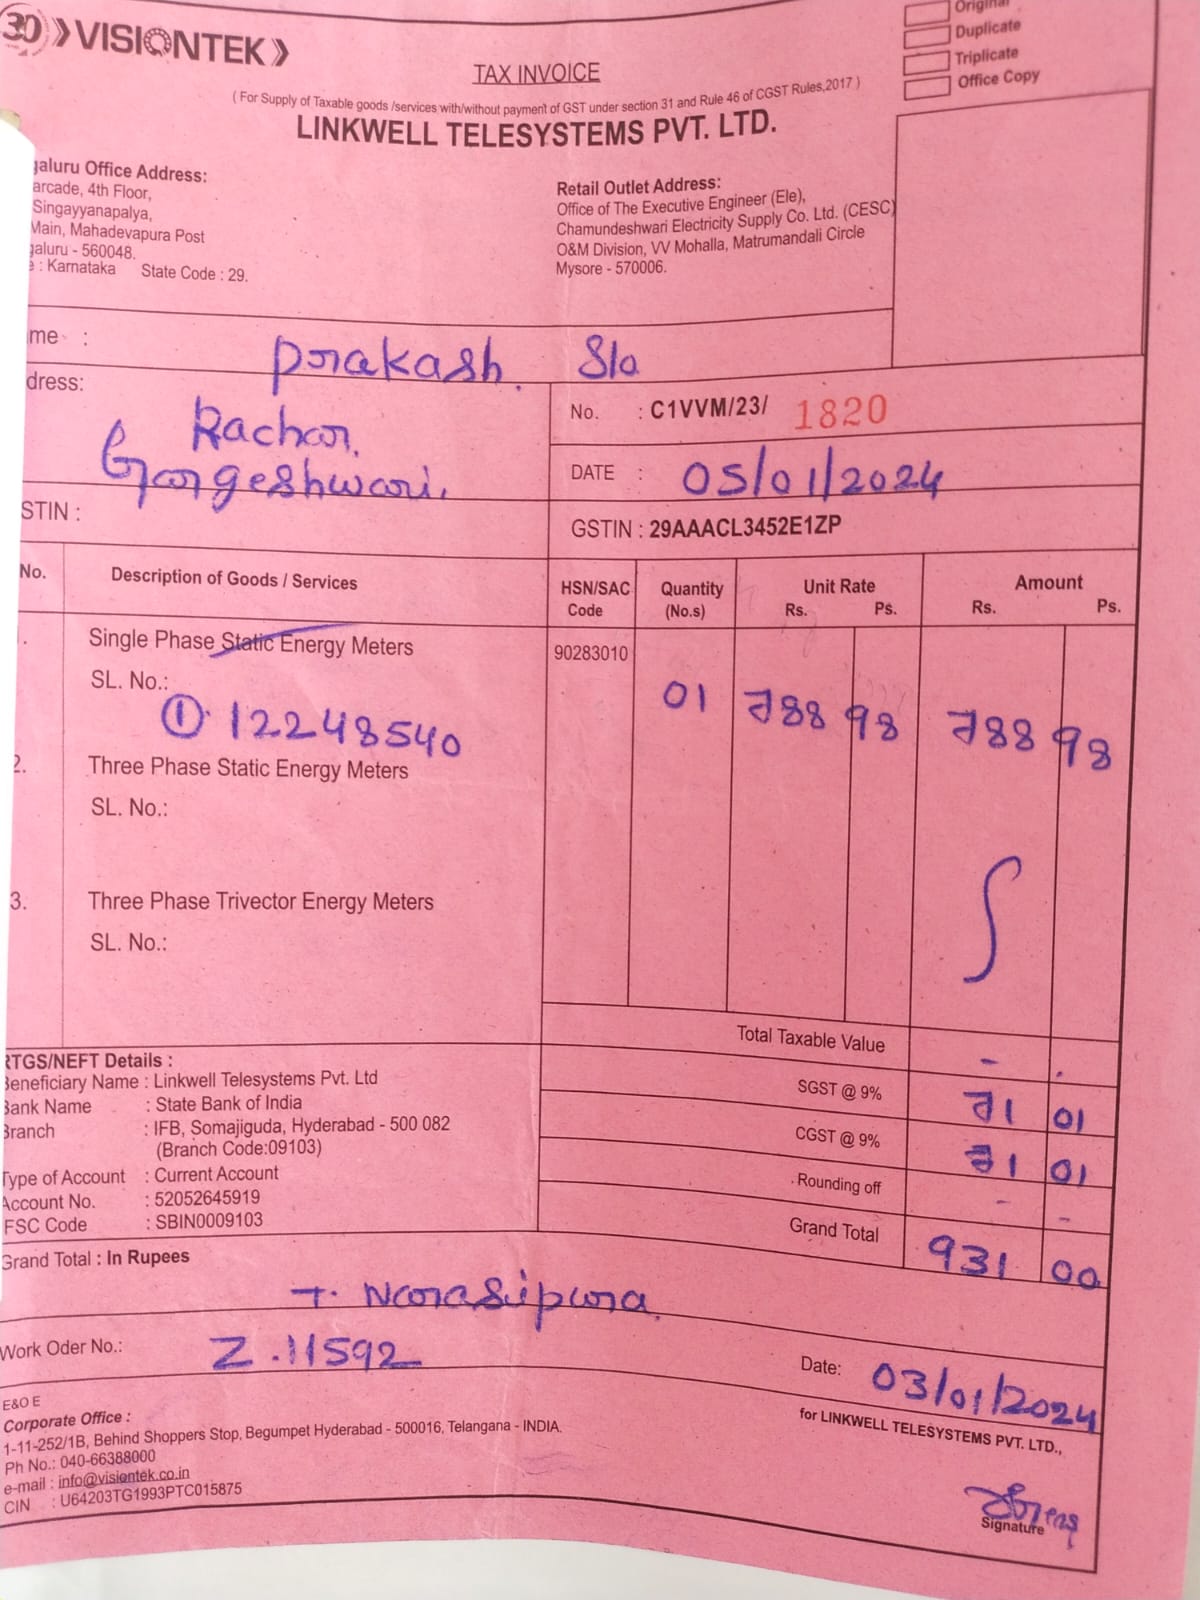 30 VISIONTEK
Original
Duplicate
Triplicate
Office Copy
TAX INVOICE
( For Supply of Taxable goods /services with/without payment of GST under section 31 and Rule 46 of CGST Rules,2017 )
LINKWELL TELESYSTEMS PVT. LTD.
galuru Office Address:
arcade, 4th Floor,
Singayyanapalya,
Main, Mahadevapura Post
galuru - 560048.
e : Karnataka State Code : 29.
Retail Outlet Address:
Office of The Executive Engineer (Ele),
Chamundeshwari Electricity Supply Co. Ltd. (CESC)
O&M Division, VV Mohalla, Matrumandali Circle
Mysore - 570006.
me : Prakash. S/o
dress: Rachar.
Gargeshwari,
No. : C1VVM/23/ 1820
DATE : 05/01/2024
STIN :
GSTIN : 29AAACL3452E1ZP
No. Description of Goods / Services HSN/SAC Code Quantity (No.s) Unit Rate Rs. Ps. Amount Rs. Ps.
. Single Phase Static Energy Meters 90283010 01 788 98 788 98
SL. No.:
① 12248540
2. Three Phase Static Energy Meters
SL. No.:
3. Three Phase Trivector Energy Meters
SL. No.:
Total Taxable Value - .
SGST @ 9% 71 01
CGST @ 9% 71 01
Rounding off - -
Grand Total 931 00
RTGS/NEFT Details :
Beneficiary Name : Linkwell Telesystems Pvt. Ltd
Bank Name : State Bank of India
Branch : IFB, Somajiguda, Hyderabad - 500 082
(Branch Code:09103)
Type of Account : Current Account
Account No. : 52052645919
FSC Code : SBIN0009103
Grand Total : In Rupees
T. Narasipura
Work Oder No.: Z.11592
Date: 03/01/2024
E&O E
Corporate Office :
1-11-252/1B, Behind Shoppers Stop, Begumpet Hyderabad - 500016, Telangana - INDIA.
Ph No.: 040-66388000
e-mail : info@visiontek.co.in
CIN : U64203TG1993PTC015875
for LINKWELL TELESYSTEMS PVT. LTD.,
Signature